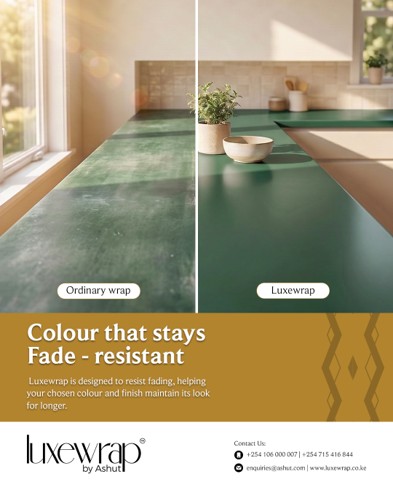 Ordinary wrap
Luxewrap
Colour that stays
Fade - resistant
Luxewrap is designed to resist fading, helping
your chosen colour and finish maintain its look
for longer.
luxewrap
by Ashut
Contact Us:
+254 106 000 007 | +254 715 416 844
enquiries@ashut.com | www.luxewrap.co.ke